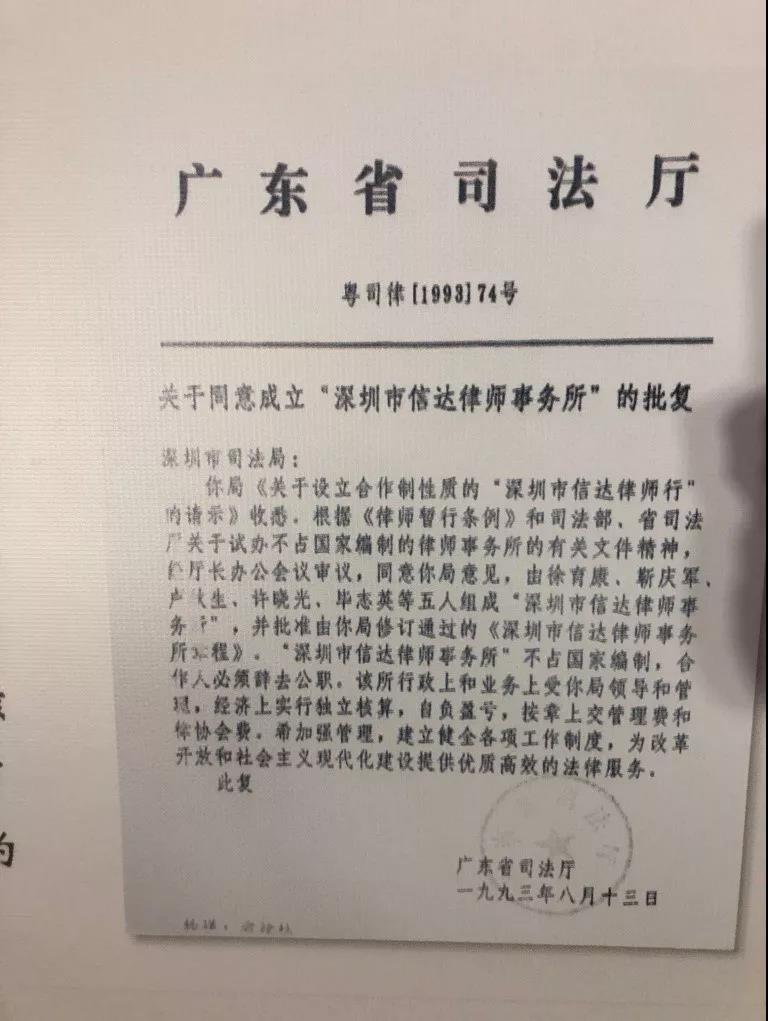 广东省司法厅
粤司律[1993]74号
关于同意成立“深圳市信达律师事务所”的批复
深圳市司法局：
你局《关于设立合作制性质的“深圳市信达律师行”
的请示》收悉．根据《律师暂行条例》和司法部、省司法
厅关于试办不占国家编制的律师事务所的有关文件精神，
经厅长办公会议审议，同意你局意见，由徐育康、靳庆军、
生、许晓光、毕志英等五人组成“深圳市信达律师事
务所”，并批准由你局修订通过的《深圳市信达律师事务
所章程》．“深圳市信达律师事务所”不占国家编制，合
作人必须辞去公职．该所行政上和业务上受你局领导和管
理，经济上实行独立核算，自负盈亏，按章上交管理费和
律协会费．希加强管理，建立健全各项工作制度，为改革
开放和社会主义现代化建设提供优质高效的法律服务．
此复
广东省司法厅
一九九三年八月十三日
的